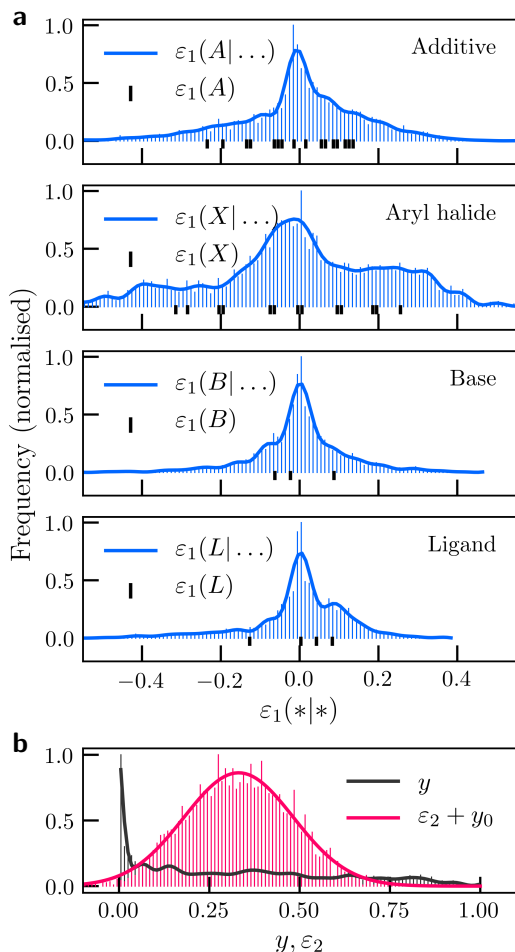 a
Frequency (normalised)
1.0
0.5
0.0
ε₁(A|...)
ε₁(A)
Additive
1.0
0.5
0.0
ε₁(X|...)
ε₁(X)
Aryl halide
1.0
0.5
0.0
ε₁(B|...)
ε₁(B)
Base
1.0
0.5
0.0
ε₁(L|...)
ε₁(L)
Ligand
−0.4 −0.2 0.0 0.2 0.4
ε₁(∗|∗)
b
1.0
0.5
0.0
y
ε₂ + y₀
0.00 0.25 0.50 0.75 1.00
y, ε₂